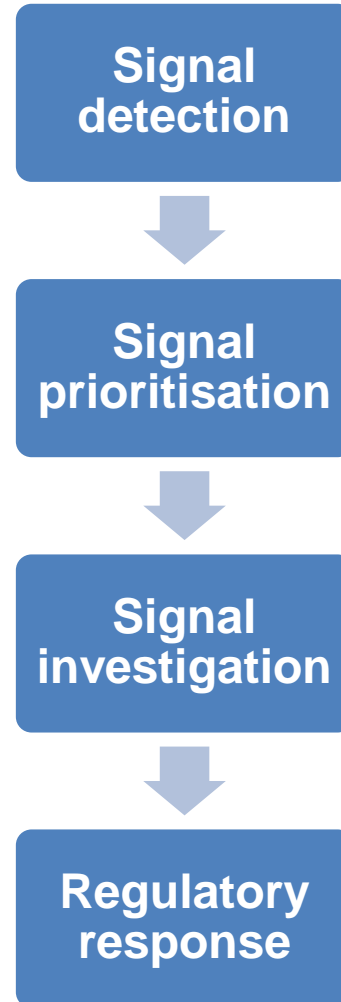 Signal
detection
Signal
prioritisation
Signal
investigation
Regulatory
response